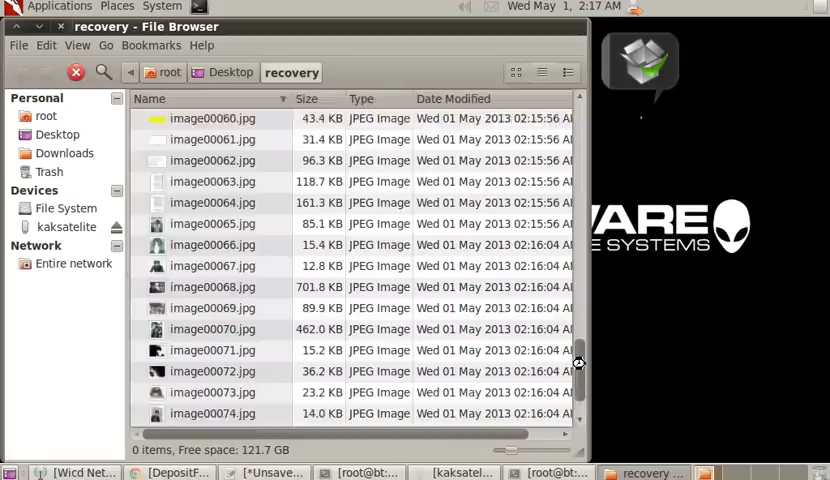 Applications Places System Wed May 1, 2:17 AM
recovery - File Browser
File Edit View Go Bookmarks Help
root Desktop recovery
Personal
root
Desktop
Downloads
Trash
Devices
File System
kaksatelite
Network
Entire network
Name Size Type Date Modified
image00060.jpg 43.4 KB JPEG Image Wed 01 May 2013 02:15:56 A
image00061.jpg 31.4 KB JPEG Image Wed 01 May 2013 02:15:56 A
image00062.jpg 96.3 KB JPEG Image Wed 01 May 2013 02:15:56 A
image00063.jpg 118.7 KB JPEG Image Wed 01 May 2013 02:15:56 A
image00064.jpg 161.3 KB JPEG Image Wed 01 May 2013 02:15:56 A
image00065.jpg 85.1 KB JPEG Image Wed 01 May 2013 02:15:56 A
image00066.jpg 15.4 KB JPEG Image Wed 01 May 2013 02:16:04 A
image00067.jpg 12.8 KB JPEG Image Wed 01 May 2013 02:16:04 A
image00068.jpg 701.8 KB JPEG Image Wed 01 May 2013 02:16:04 A
image00069.jpg 89.9 KB JPEG Image Wed 01 May 2013 02:16:04 A
image00070.jpg 462.0 KB JPEG Image Wed 01 May 2013 02:16:04 A
image00071.jpg 15.2 KB JPEG Image Wed 01 May 2013 02:16:04 A
image00072.jpg 36.2 KB JPEG Image Wed 01 May 2013 02:16:04 A
image00073.jpg 23.2 KB JPEG Image Wed 01 May 2013 02:16:04 A
image00074.jpg 14.0 KB JPEG Image Wed 01 May 2013 02:16:04 A
0 items, Free space: 121.7 GB
WARE
E SYSTEMS
[Wicd Net... [DepositF... [*Unsave... [root@bt:... [kaksatel... [root@bt:... recovery ...